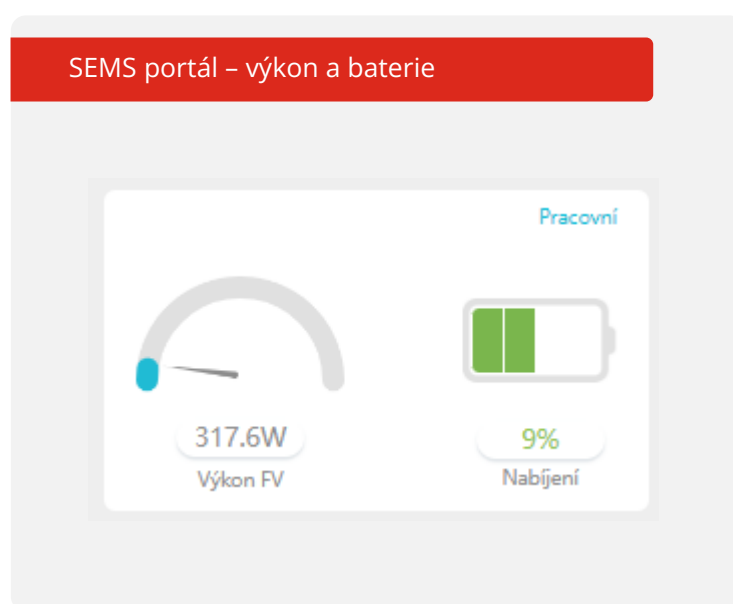 SEMS portál – výkon a baterie
Pracovní
317.6W
9%
Výkon FV
Nabíjení